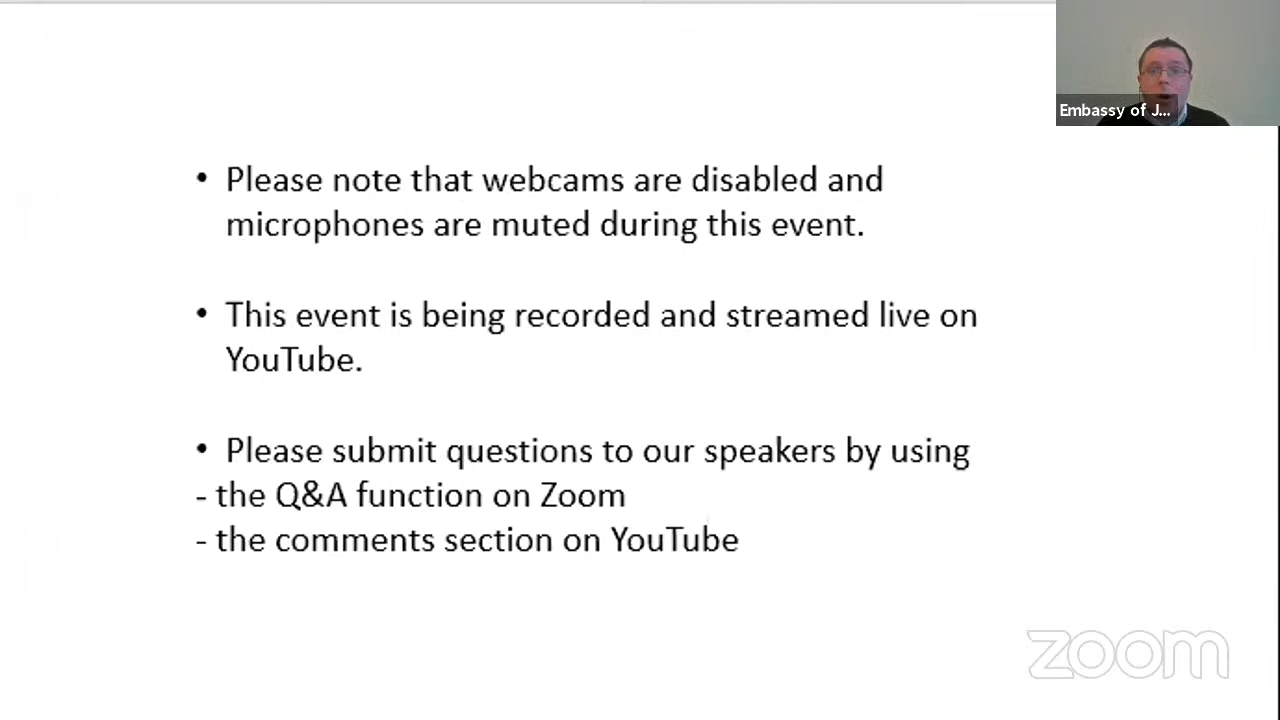 Embassy of J...
• Please note that webcams are disabled and
microphones are muted during this event.
• This event is being recorded and streamed live on
YouTube.
• Please submit questions to our speakers by using
- the Q&A function on Zoom
- the comments section on YouTube
zoom